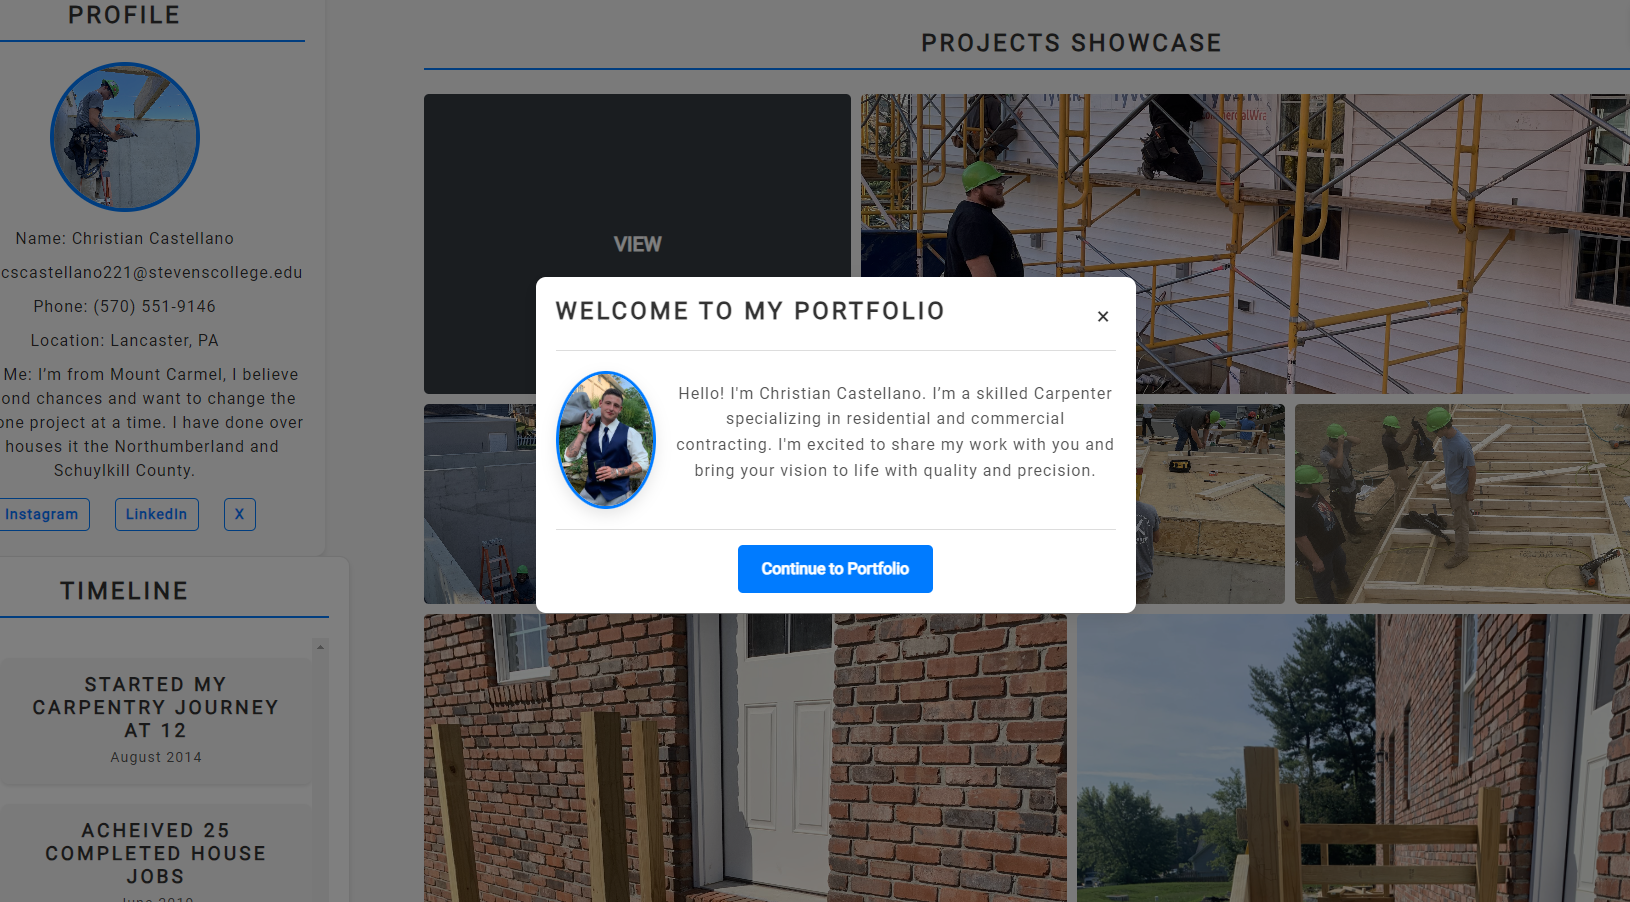 PROFILE
Name: Christian Castellano
cscastellano221@stevenscollege.edu
Phone: (570) 551-9146
Location: Lancaster, PA
Me: I’m from Mount Carmel, I believe
ond chances and want to change the
one project at a time. I have done over
houses it the Northumberland and
Schuylkill County.
Instagram
LinkedIn
X
TIMELINE
STARTED MY
CARPENTRY JOURNEY
AT 12
August 2014
ACHEIVED 25
COMPLETED HOUSE
JOBS
June 2019
PROJECTS SHOWCASE
VIEW
WELCOME TO MY PORTFOLIO
×
Hello! I'm Christian Castellano. I’m a skilled Carpenter
specializing in residential and commercial
contracting. I'm excited to share my work with you and
bring your vision to life with quality and precision.
Continue to Portfolio